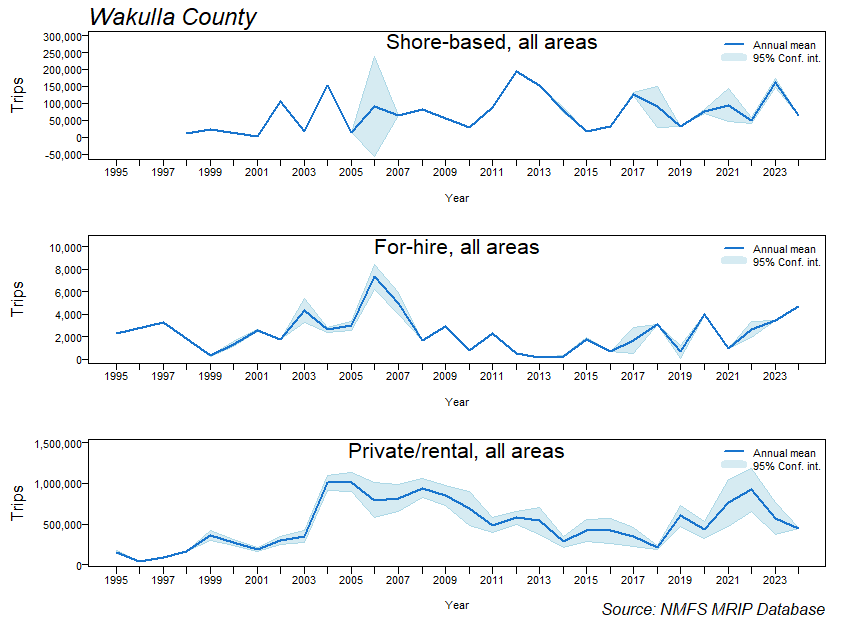 Wakulla County
Shore-based, all areas
Annual mean
95% Conf. int.
300,000
250,000
200,000
150,000
100,000
50,000
0
-50,000
Trips
1995 1997 1999 2001 2003 2005 2007 2009 2011 2013 2015 2017 2019 2021 2023
Year
For-hire, all areas
Annual mean
95% Conf. int.
10,000
8,000
6,000
4,000
2,000
0
Trips
1995 1997 1999 2001 2003 2005 2007 2009 2011 2013 2015 2017 2019 2021 2023
Year
Private/rental, all areas
Annual mean
95% Conf. int.
1,500,000
1,000,000
500,000
0
Trips
1995 1997 1999 2001 2003 2005 2007 2009 2011 2013 2015 2017 2019 2021 2023
Year
Source: NMFS MRIP Database